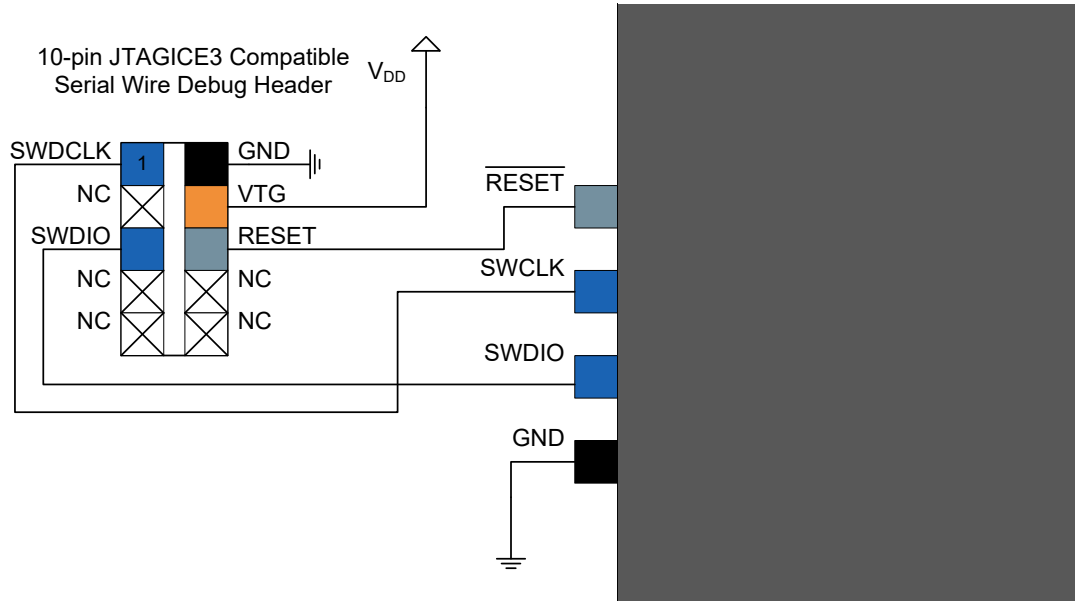 10-pin JTAGICE3 Compatible
Serial Wire Debug Header
VDD
SWDCLK
1
GND
NC
VTG
SWDIO
RESET
NC
NC
NC
NC
RESET
SWCLK
SWDIO
GND